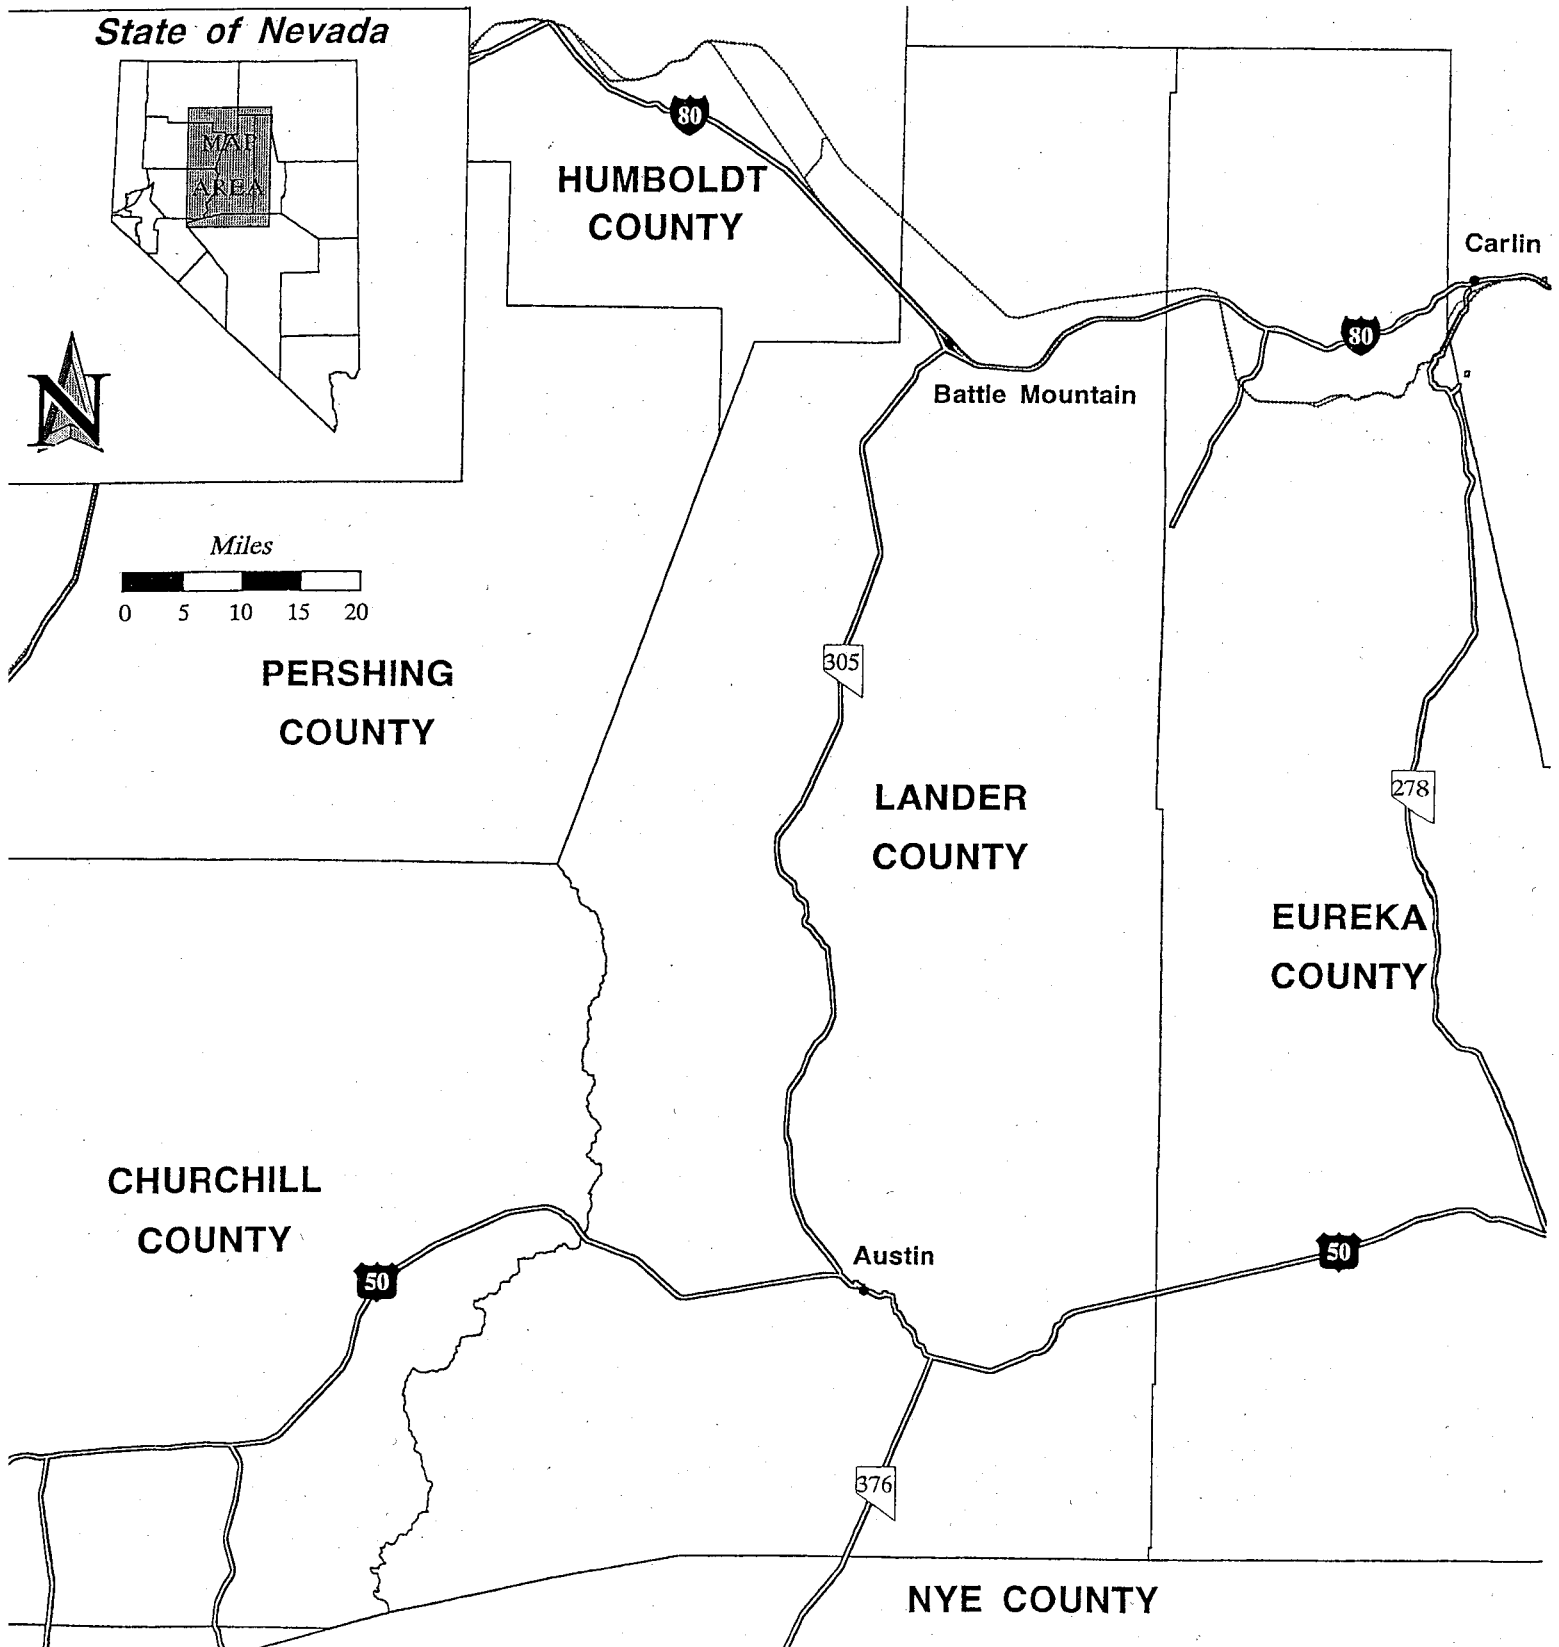 State of Nevada
MAP
AREA
N
80
HUMBOLDT
COUNTY
Carlin
80
Battle Mountain
Miles
0 5 10 15 20
305
PERSHING
COUNTY
278
LANDER
COUNTY
EUREKA
COUNTY
CHURCHILL
COUNTY
50
Austin
50
376
NYE COUNTY